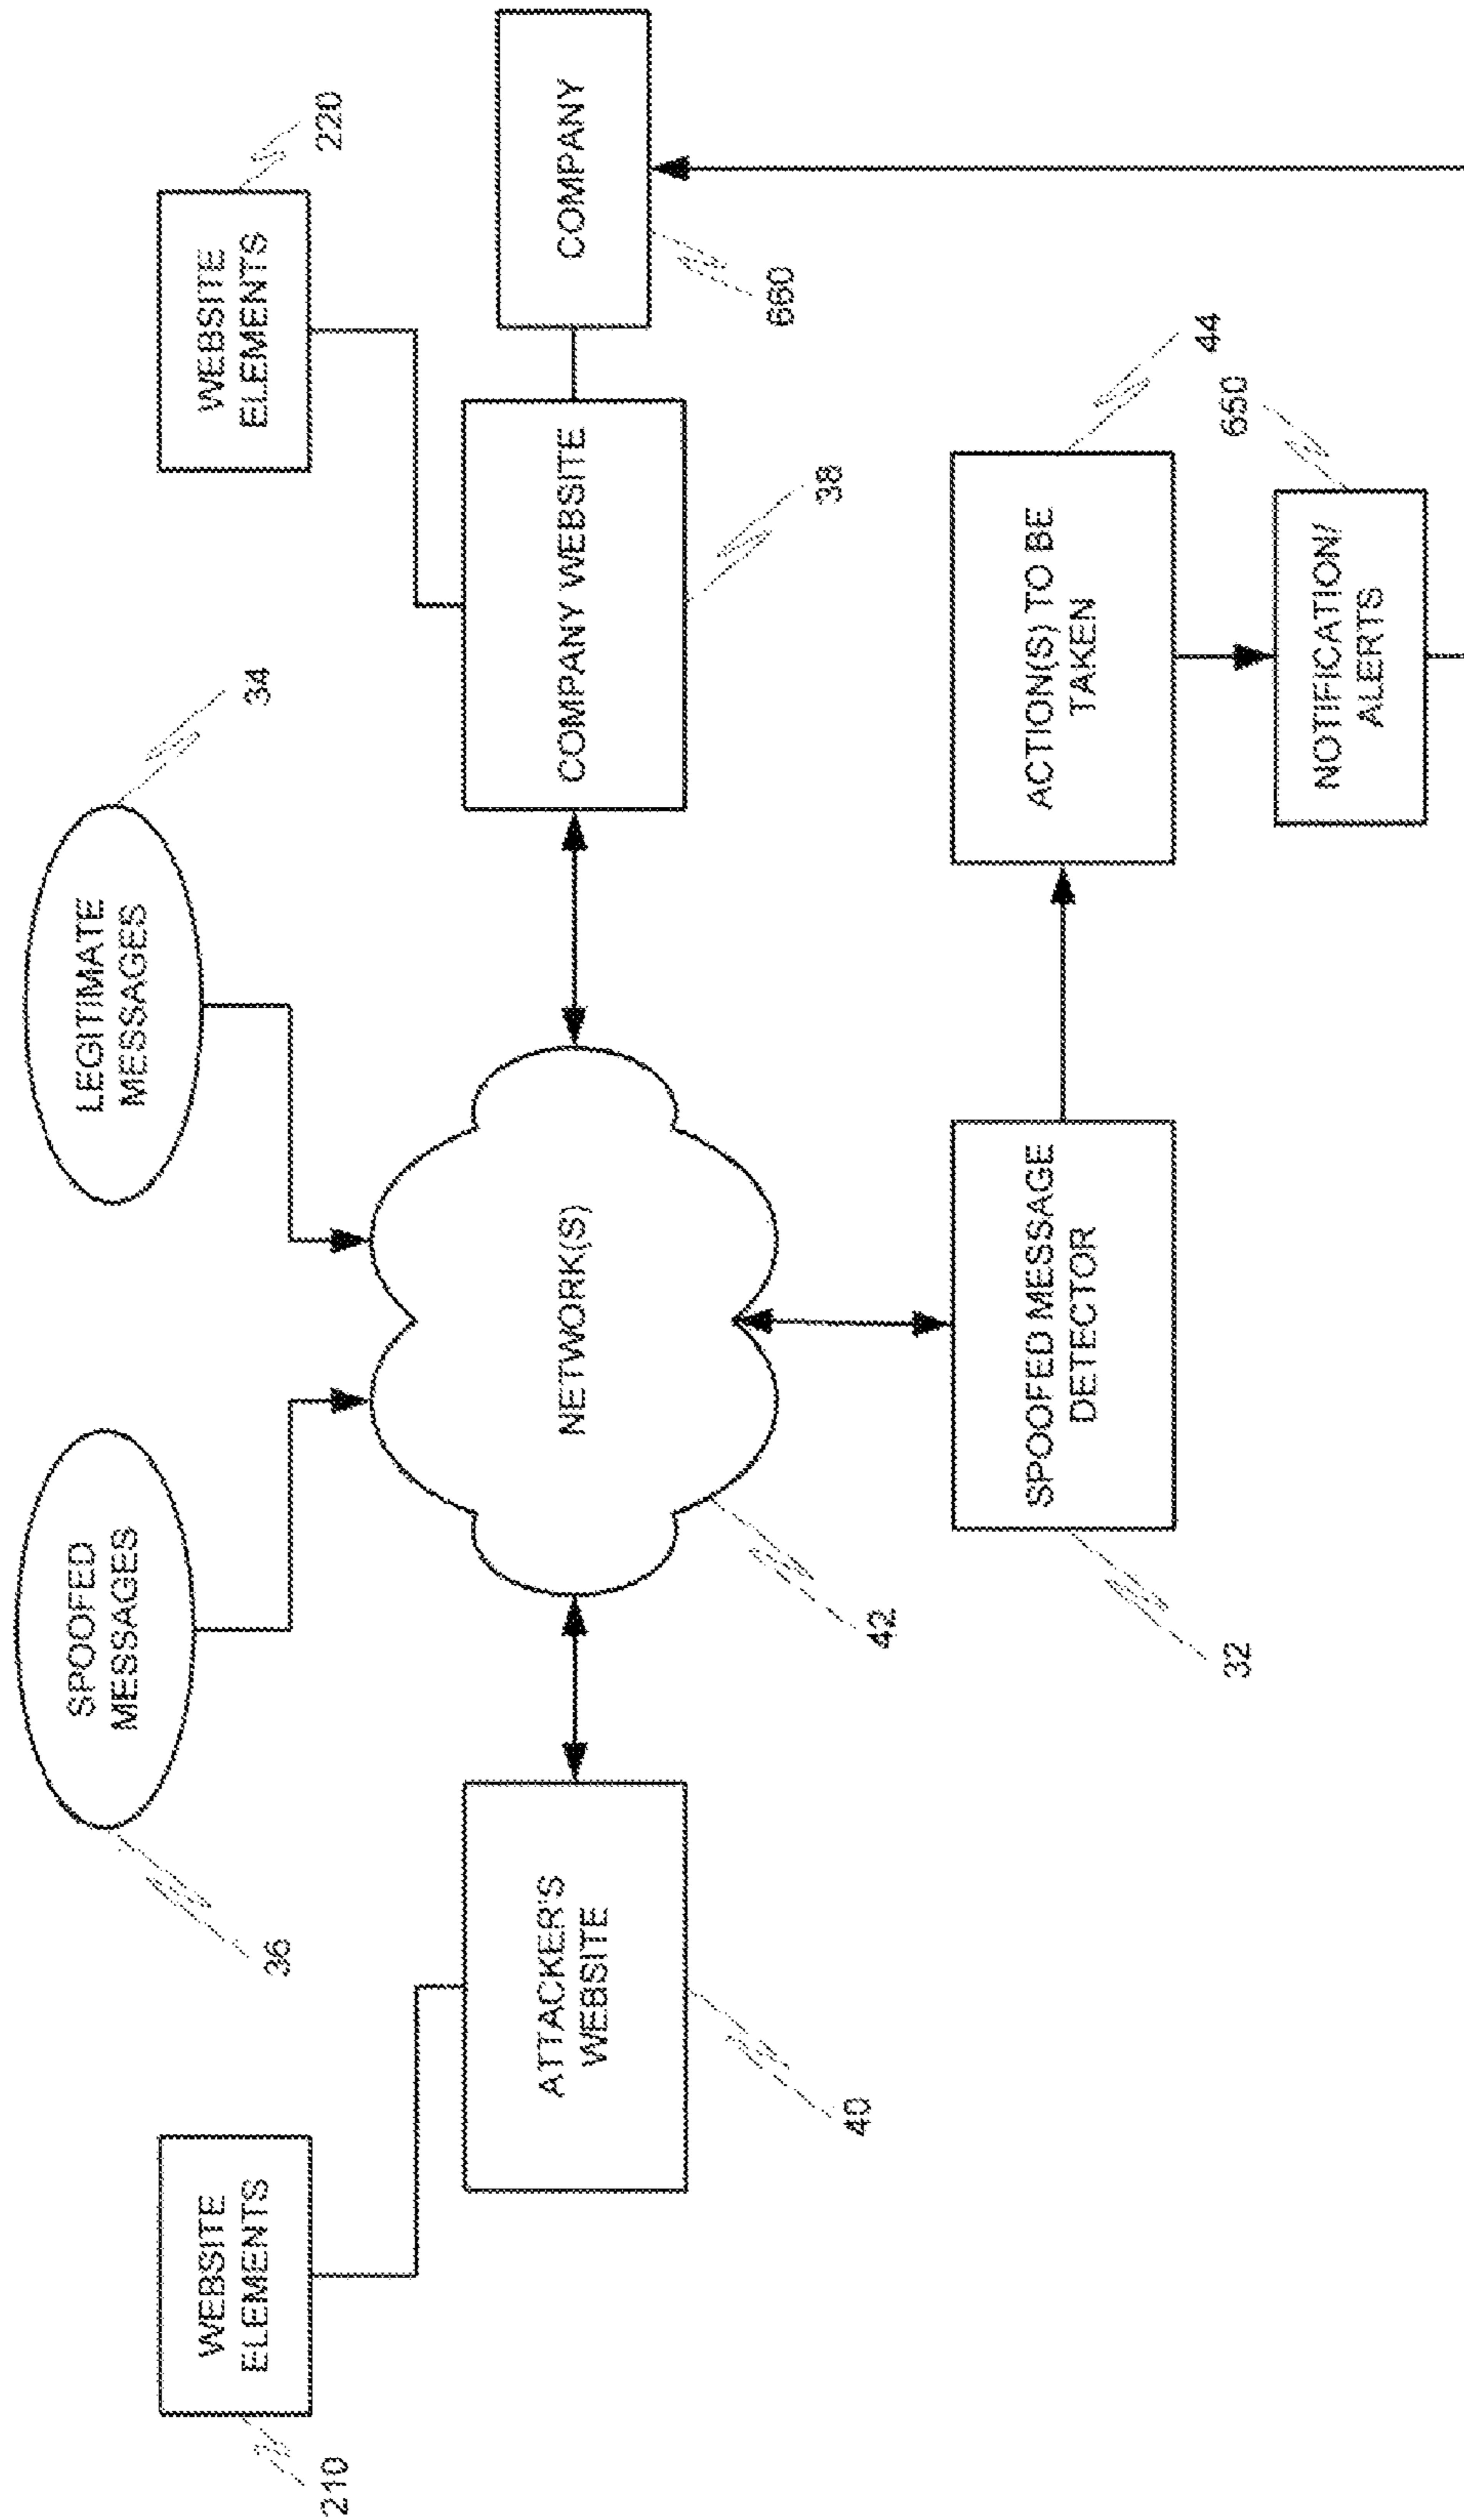 SPOOFED
MESSAGES
36
LEGITIMATE
MESSAGES
34
WEBSITE
ELEMENTS
210
WEBSITE
ELEMENTS
220
ATTACKER'S
WEBSITE
40
NETWORK(S)
42
COMPANY WEBSITE
38
COMPANY
660
SPOOFED MESSAGE
DETECTOR
32
ACTION(S) TO BE
TAKEN
44
NOTIFICATION/
ALERTS
650